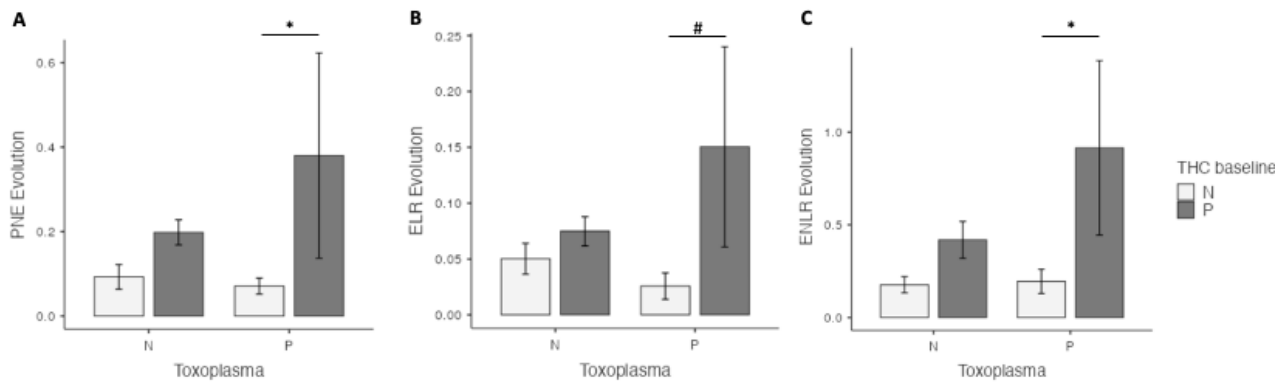 A
*
PNE Evolution
0.6
0.4
0.2
0.0
N
P
Toxoplasma
B
#
ELR Evolution
0.25
0.20
0.15
0.10
0.05
0.00
N
P
Toxoplasma
C
*
ENLR Evolution
1.0
0.5
0.0
N
P
Toxoplasma
THC baseline
N
P